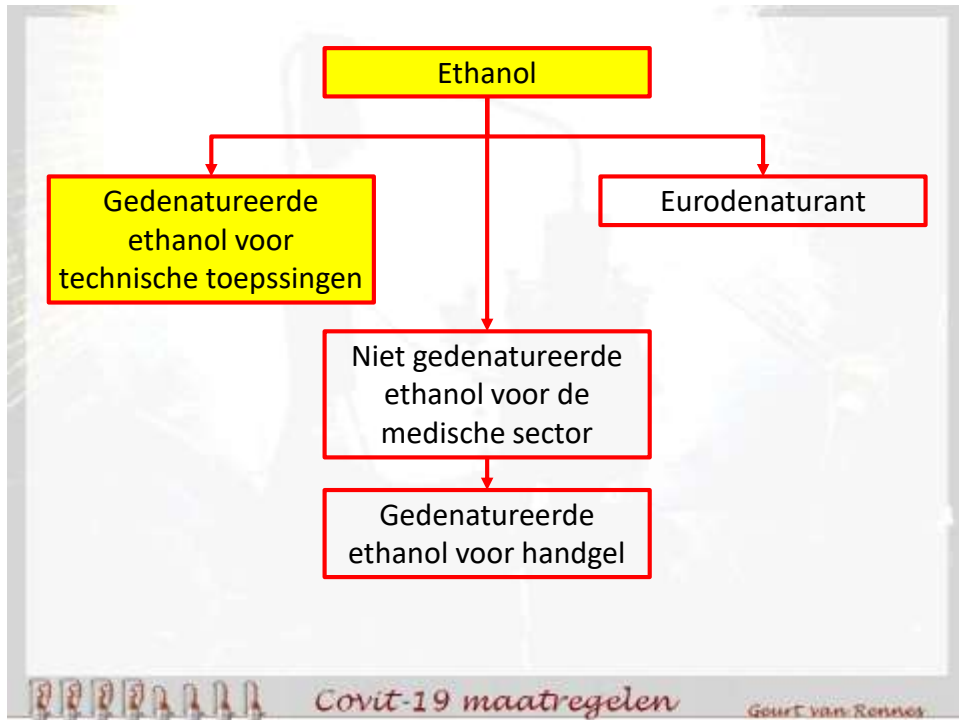 Ethanol
Gedenatureerde
ethanol voor
technische toepssingen
Eurodenaturant
Niet gedenatureerde
ethanol voor de
medische sector
Gedenatureerde
ethanol voor handgel
Covit-19 maatregelen
Geurt van Rennes